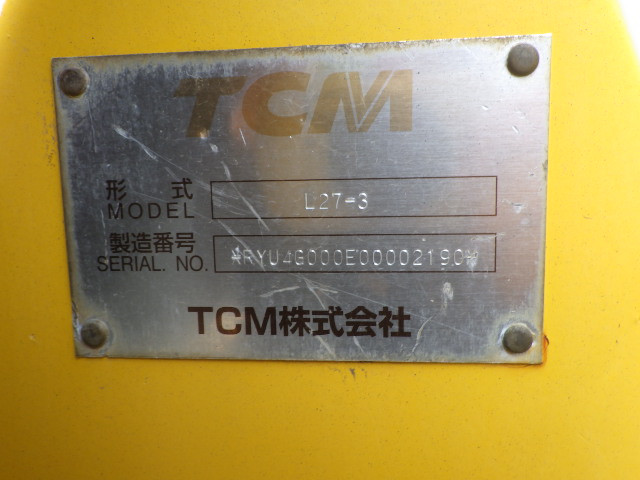 TCM
形式 L27-3
MODEL
製造番号 *RYU4G000E00002190*
SERIAL. NO.
TCM株式会社